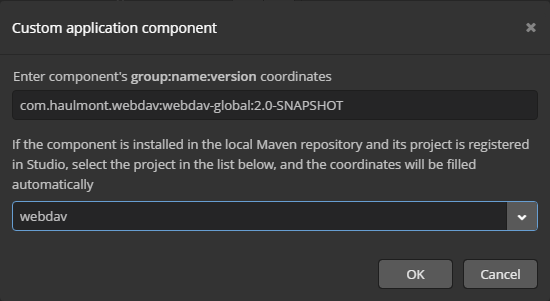 Custom application component
Enter component's group:name:version coordinates
com.haulmont.webdav:webdav-global:2.0-SNAPSHOT
If the component is installed in the local Maven repository and its project is registered
in Studio, select the project in the list below, and the coordinates will be filled
automatically
webdav
OK Cancel